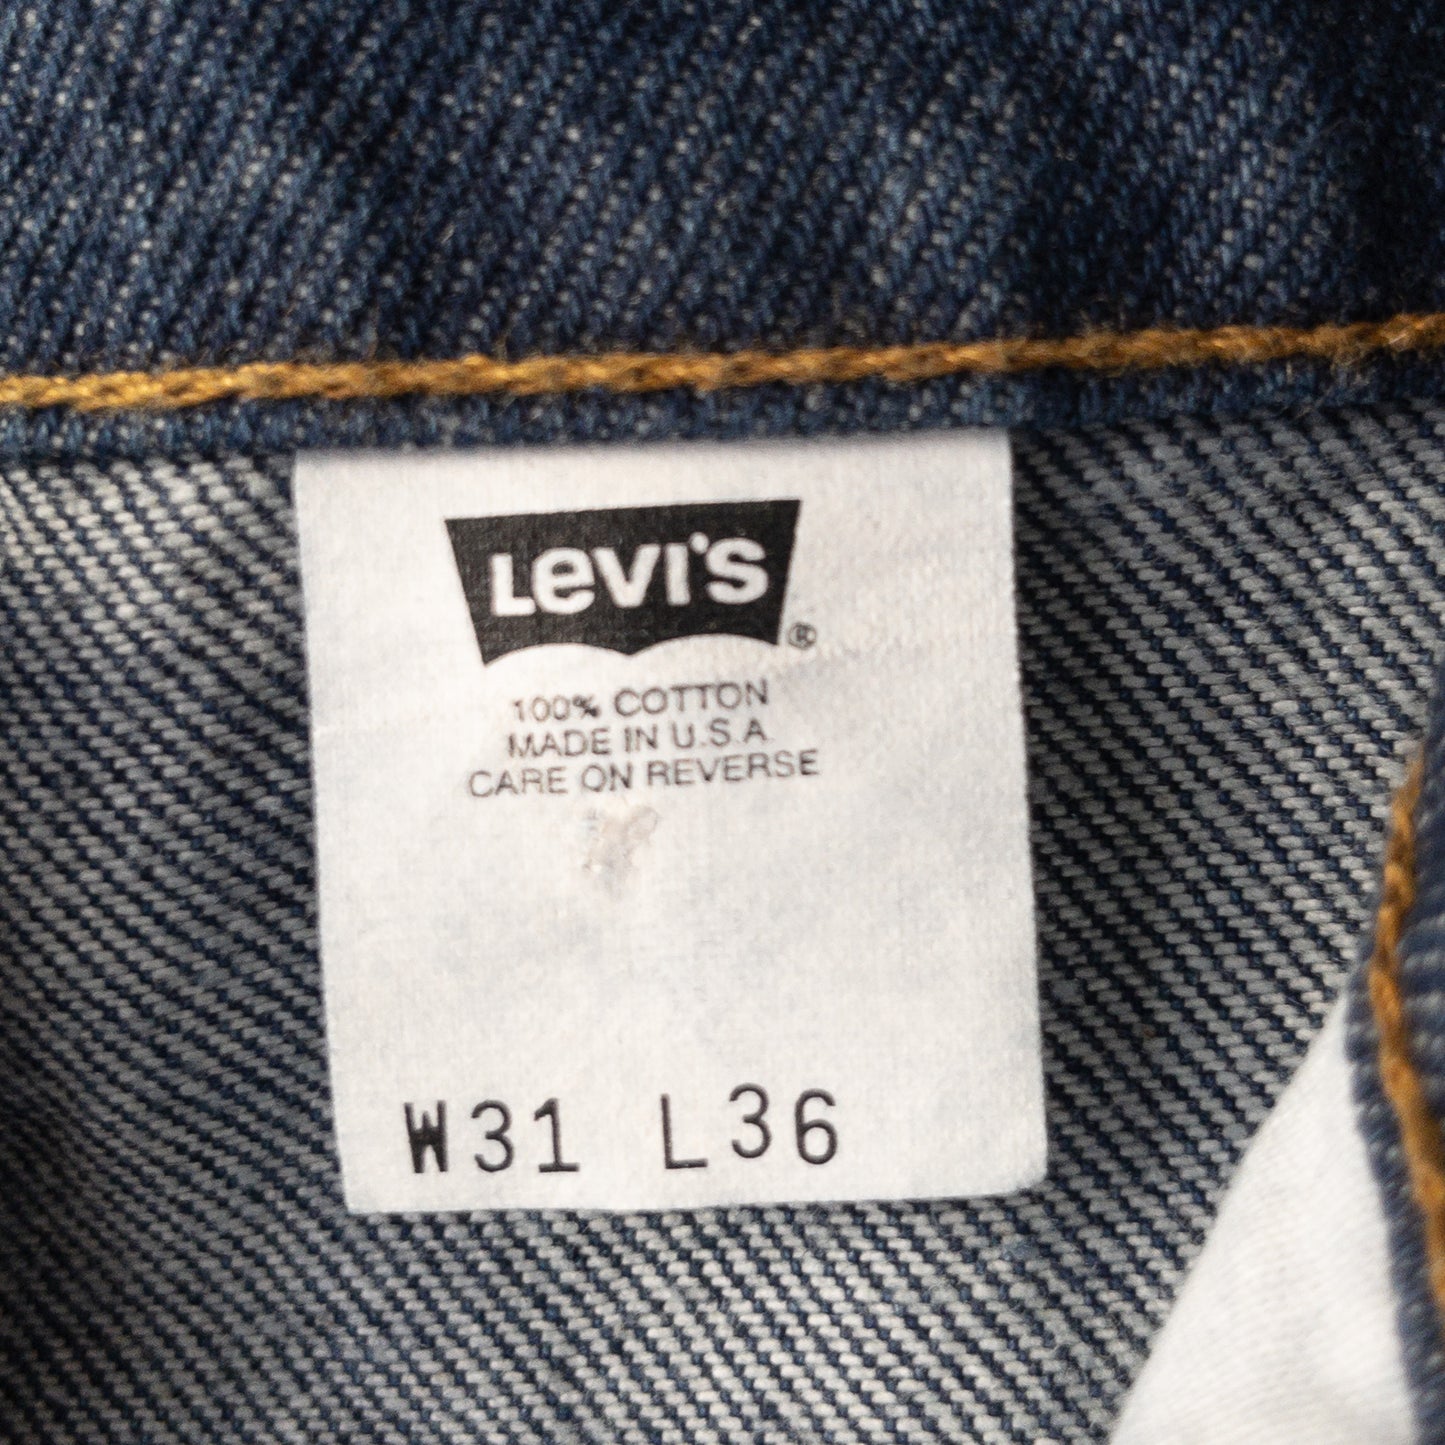 LEVI'S ®
100% COTTON
MADE IN U.S.A.
CARE ON REVERSE
W31 L36